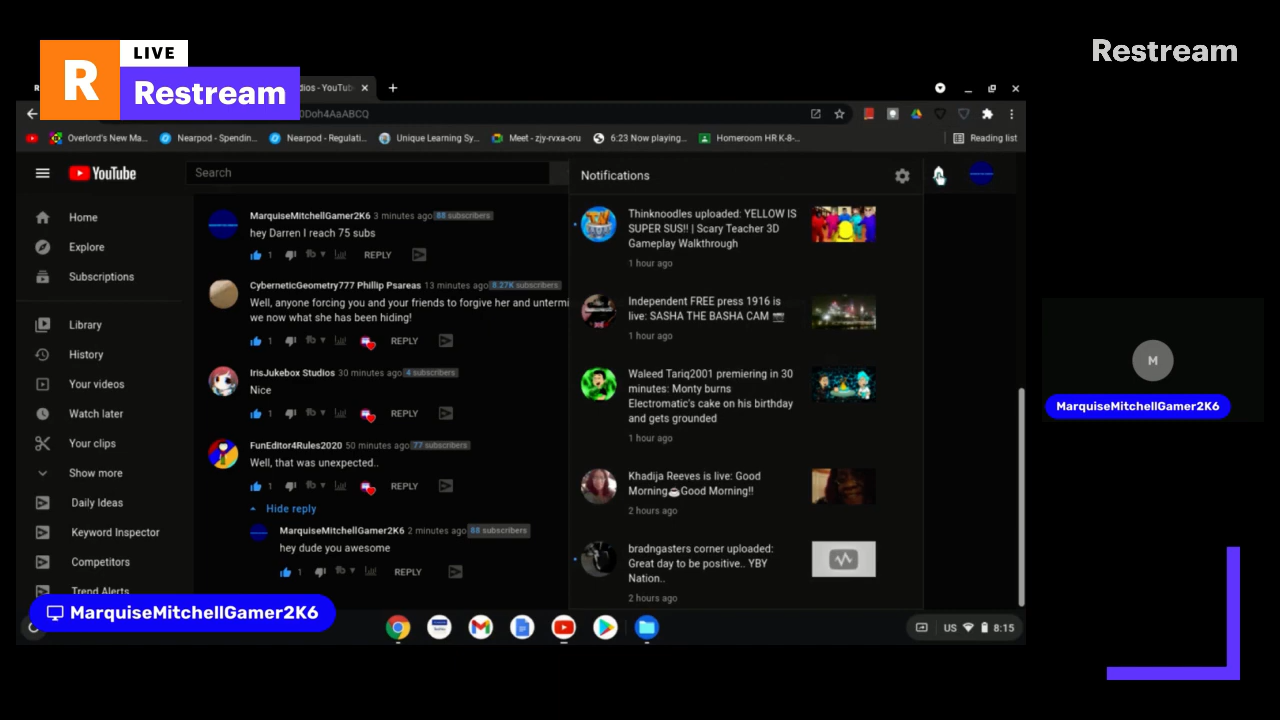 R
LIVE
Restream
Restream
dios - YouTub
0Doh4AaABCQ
Overlord's New Ma...
Nearpod - Spendin...
Nearpod - Regulati...
Unique Learning Sy...
Meet - zjy-rvxa-oru
6:23 Now playing...
Homeroom HR K-8-...
Reading list
YouTube
Search
Home
Explore
Subscriptions
Library
History
Your videos
Watch later
Your clips
Show more
Daily Ideas
Keyword Inspector
Competitors
Trend Alerts
MarquiseMitchellGamer2K6 3 minutes ago 88 subscribers
hey Darren I reach 75 subs
1 REPLY
CyberneticGeometry777 Phillip Psareas 13 minutes ago 8.27K subscribers
Well, anyone forcing you and your friends to forgive her and untermi
we now what she has been hiding!
1 REPLY
IrisJukebox Studios 30 minutes ago 4 subscribers
Nice
1 REPLY
FunEditor4Rules2020 50 minutes ago 77 subscribers
Well, that was unexpected..
1 REPLY
Hide reply
MarquiseMitchellGamer2K6 2 minutes ago 88 subscribers
hey dude you awesome
1 REPLY
Notifications
Thinknoodles uploaded: YELLOW IS
SUPER SUS!! | Scary Teacher 3D
Gameplay Walkthrough
1 hour ago
Independent FREE press 1916 is
live: SASHA THE BASHA CAM 📷
1 hour ago
Waleed Tariq2001 premiering in 30
minutes: Monty burns
Electromatic's cake on his birthday
and gets grounded
1 hour ago
Khadija Reeves is live: Good
Morning☕Good Morning!!
2 hours ago
bradngasters corner uploaded:
Great day to be positive.. YBY
Nation..
2 hours ago
M
MarquiseMitchellGamer2K6
MarquiseMitchellGamer2K6
US 8:15